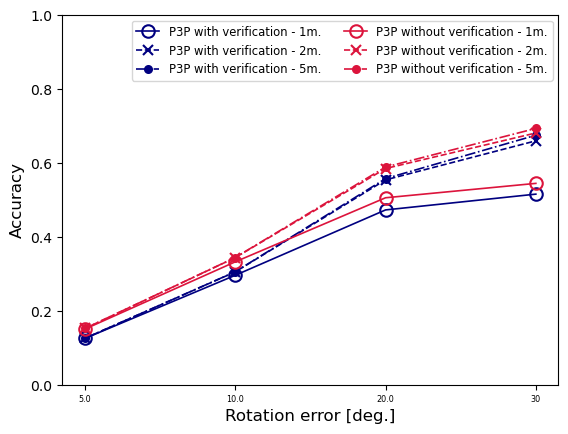 1.0
P3P with verification - 1m.
P3P with verification - 2m.
P3P with verification - 5m.
P3P without verification - 1m.
P3P without verification - 2m.
P3P without verification - 5m.
0.8
0.6
0.4
0.2
0.0
Accuracy
5.0 10.0 20.0 30
Rotation error [deg.]